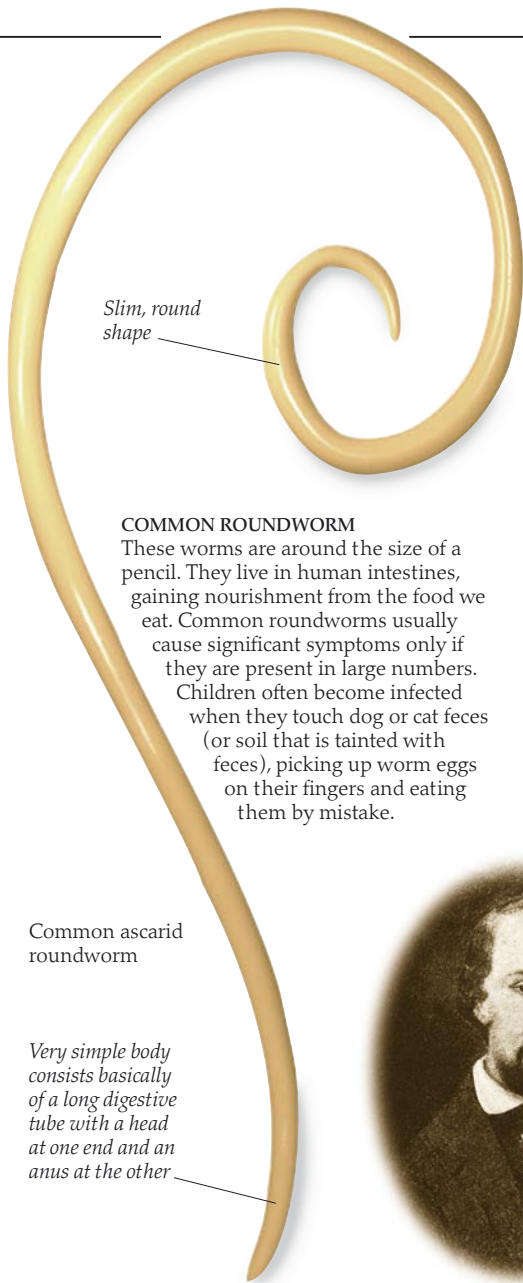 Slim, round
shape
COMMON ROUNDWORM
These worms are around the size of a
pencil. They live in human intestines,
gaining nourishment from the food we
eat. Common roundworms usually
cause significant symptoms only if
they are present in large numbers.
Children often become infected
when they touch dog or cat feces
(or soil that is tainted with
feces), picking up worm eggs
on their fingers and eating
them by mistake.
Common ascarid
roundworm
Very simple body
consists basically
of a long digestive
tube with a head
at one end and an
anus at the other